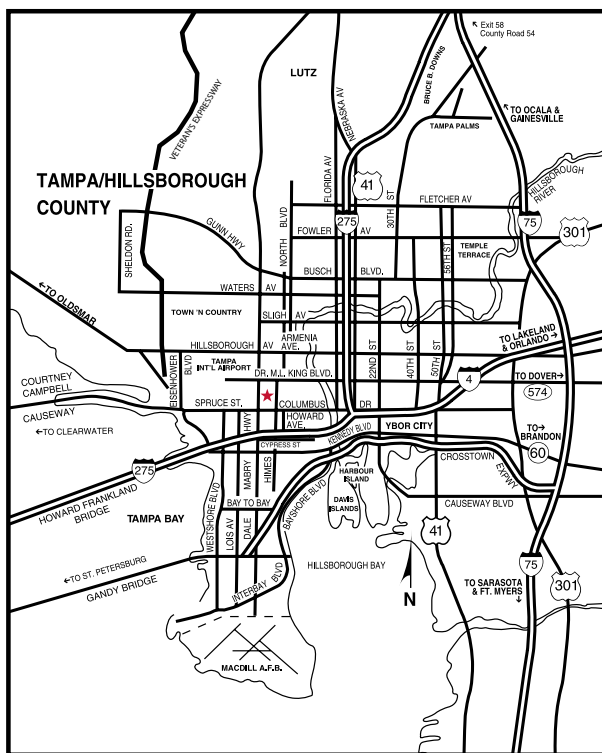 Exit 58
County Road 54
LUTZ
BRUCE B. DOWNS
NEBRASKA AV
VETERAN'S EXPRESSWAY
TO OCALA &
GAINESVILLE
TAMPA PALMS
HILLSBOROUGH
RIVER
TAMPA/HILLSBOROUGH
COUNTY
41
FLORIDA AV
30TH ST
FLETCHER AV
275
75
301
SHELDON RD.
GUNN HWY
NORTH BLVD
FOWLER AV
56TH ST
TEMPLE
TERRACE
BUSCH BLVD.
WATERS AV
TO OLDSMAR
TOWN 'N COUNTRY
SLIGH AV
ARMENIA
AVE.
HILLSBOROUGH AV
22ND ST
40TH ST
50TH ST
TO LAKELAND
& ORLANDO
EISENHOWER
BLVD
TAMPA
INT'L AIRPORT
DR. M.L. KING BLVD.
4
TO DOVER
574
COURTNEY
CAMPBELL
CAUSEWAY
SPRUCE ST.
COLUMBUS DR
HOWARD
AVE.
TO CLEARWATER
CYPRESS ST
KENNEDY BLVD
YBOR CITY
TO
BRANDON
60
CROSSTOWN
EXPWY
275
HOWARD FRANKLAND
BRIDGE
HWY
MABRY
DALE
HIMES
HARBOUR
ISLAND
DAVIS
ISLANDS
BAYSHORE BLVD
BAY TO BAY
CAUSEWAY BLVD
TAMPA BAY
WESTSHORE BLVD
LOIS AV
41
HILLSBOROUGH BAY
75
301
TO ST. PETERSBURG
GANDY BRIDGE
INTERBAY BLVD
N
TO SARASOTA
& FT. MYERS
MACDILL A.F.B.